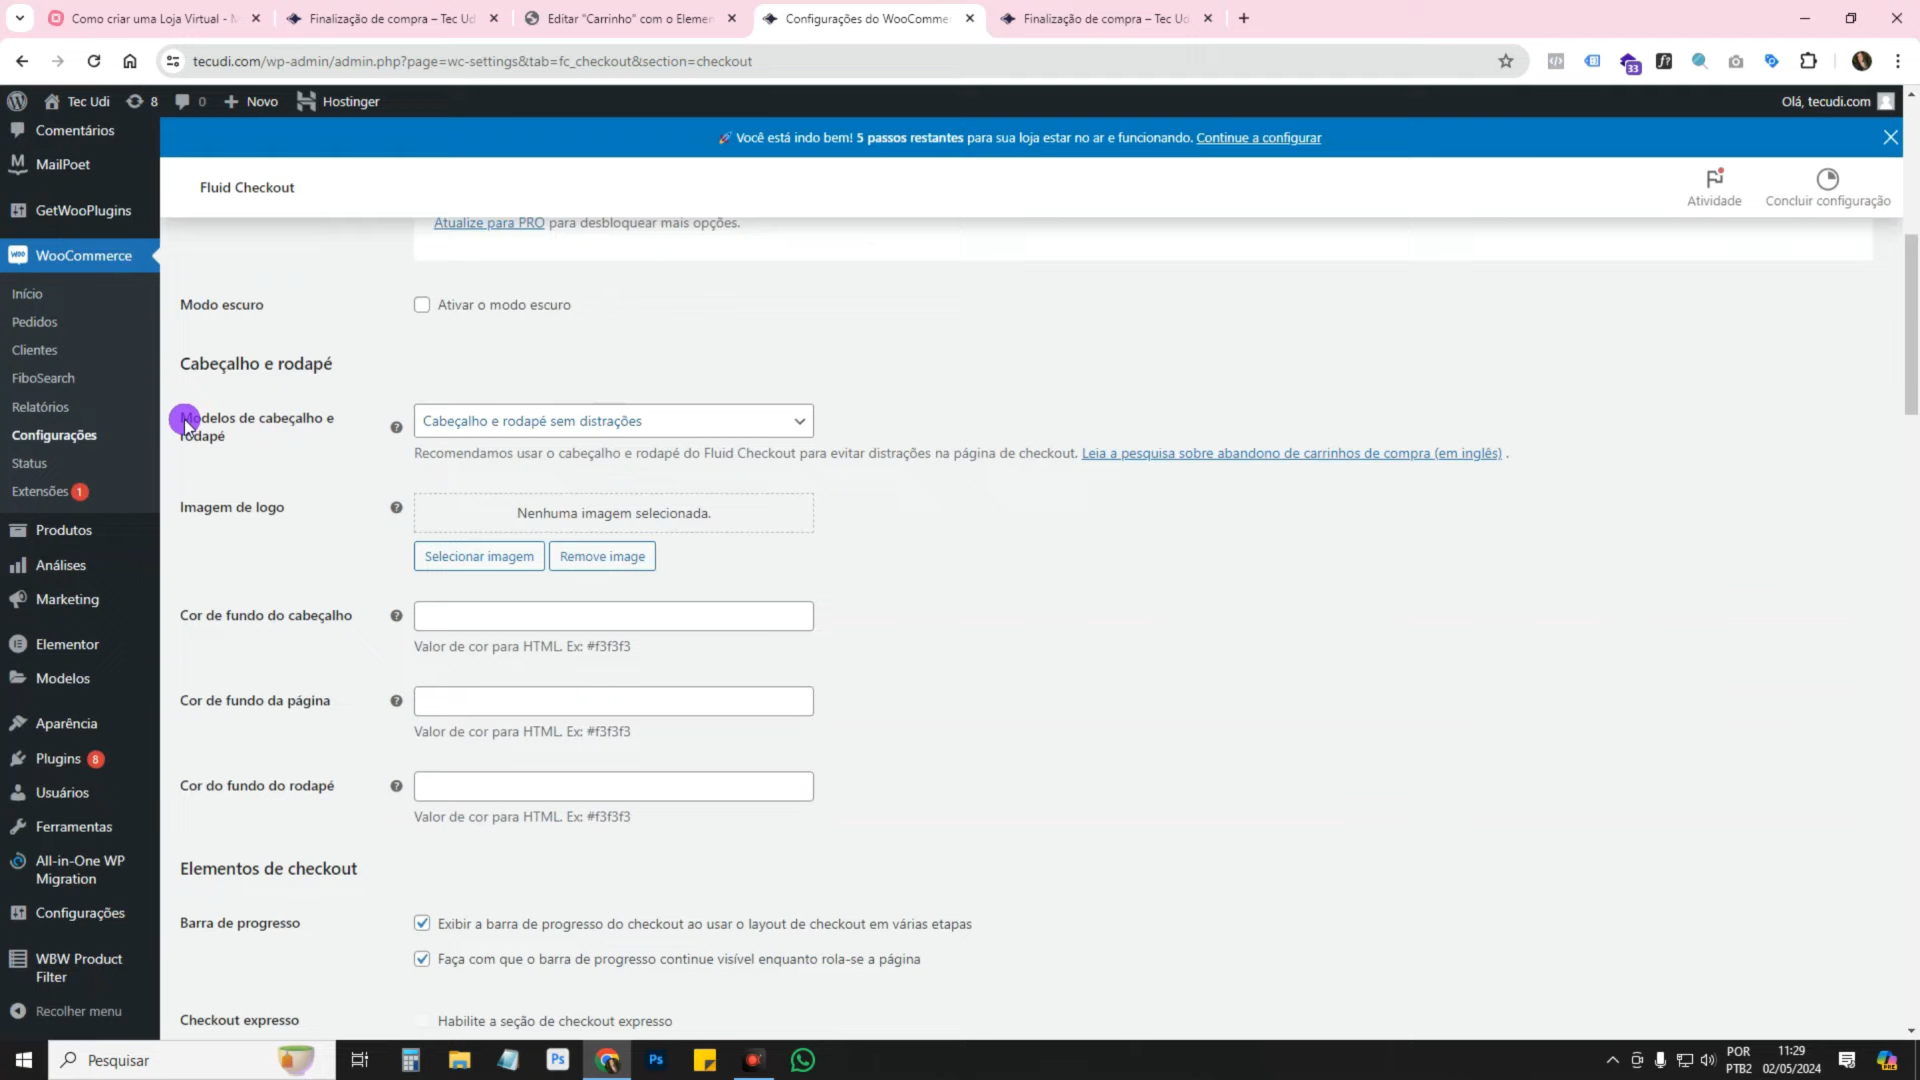 Como criar uma Loja Virtual - 
Finalização de compra – Tec Ud
Editar "Carrinho" com o Elemen
Configurações do WooComme
Finalização de compra – Tec Ud
tecudi.com/wp-admin/admin.php?page=wc-settings&tab=fc_checkout&section=checkout
33
Tec Udi
8
0
Novo
Hostinger
Olá, tecudi.com
Comentários
MailPoet
GetWooPlugins
WooCommerce
Início
Pedidos
Clientes
FiboSearch
Relatórios
Configurações
Status
Extensões 1
Produtos
Análises
Marketing
Elementor
Modelos
Aparência
Plugins 8
Usuários
Ferramentas
All-in-One WP
Migration
Configurações
WBW Product
Filter
Recolher menu
Você está indo bem! 5 passos restantes para sua loja estar no ar e funcionando. Continue a configurar
Fluid Checkout
Atividade
Concluir configuração
Atualize para PRO para desbloquear mais opções.
Modo escuro
Ativar o modo escuro
Cabeçalho e rodapé
Modelos de cabeçalho e
rodapé
Cabeçalho e rodapé sem distrações
Recomendamos usar o cabeçalho e rodapé do Fluid Checkout para evitar distrações na página de checkout. Leia a pesquisa sobre abandono de carrinhos de compra (em inglês) .
Imagem de logo
Nenhuma imagem selecionada.
Selecionar imagem
Remove image
Cor de fundo do cabeçalho
Valor de cor para HTML. Ex: #f3f3f3
Cor de fundo da página
Valor de cor para HTML. Ex: #f3f3f3
Cor do fundo do rodapé
Valor de cor para HTML. Ex: #f3f3f3
Elementos de checkout
Barra de progresso
Exibir a barra de progresso do checkout ao usar o layout de checkout em várias etapas
Faça com que o barra de progresso continue visível enquanto rola-se a página
Checkout expresso
Habilite a seção de checkout expresso
Pesquisar
Ps
Ps
POR
PTB2
11:29
02/05/2024